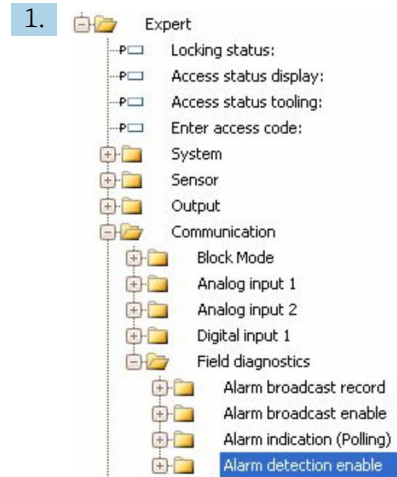 1.
Expert
Locking status:
Access status display:
Access status tooling:
Enter access code:
System
Sensor
Output
Communication
Block Mode
Analog input 1
Analog input 2
Digital input 1
Field diagnostics
Alarm broadcast record
Alarm broadcast enable
Alarm indication (Polling)
Alarm detection enable